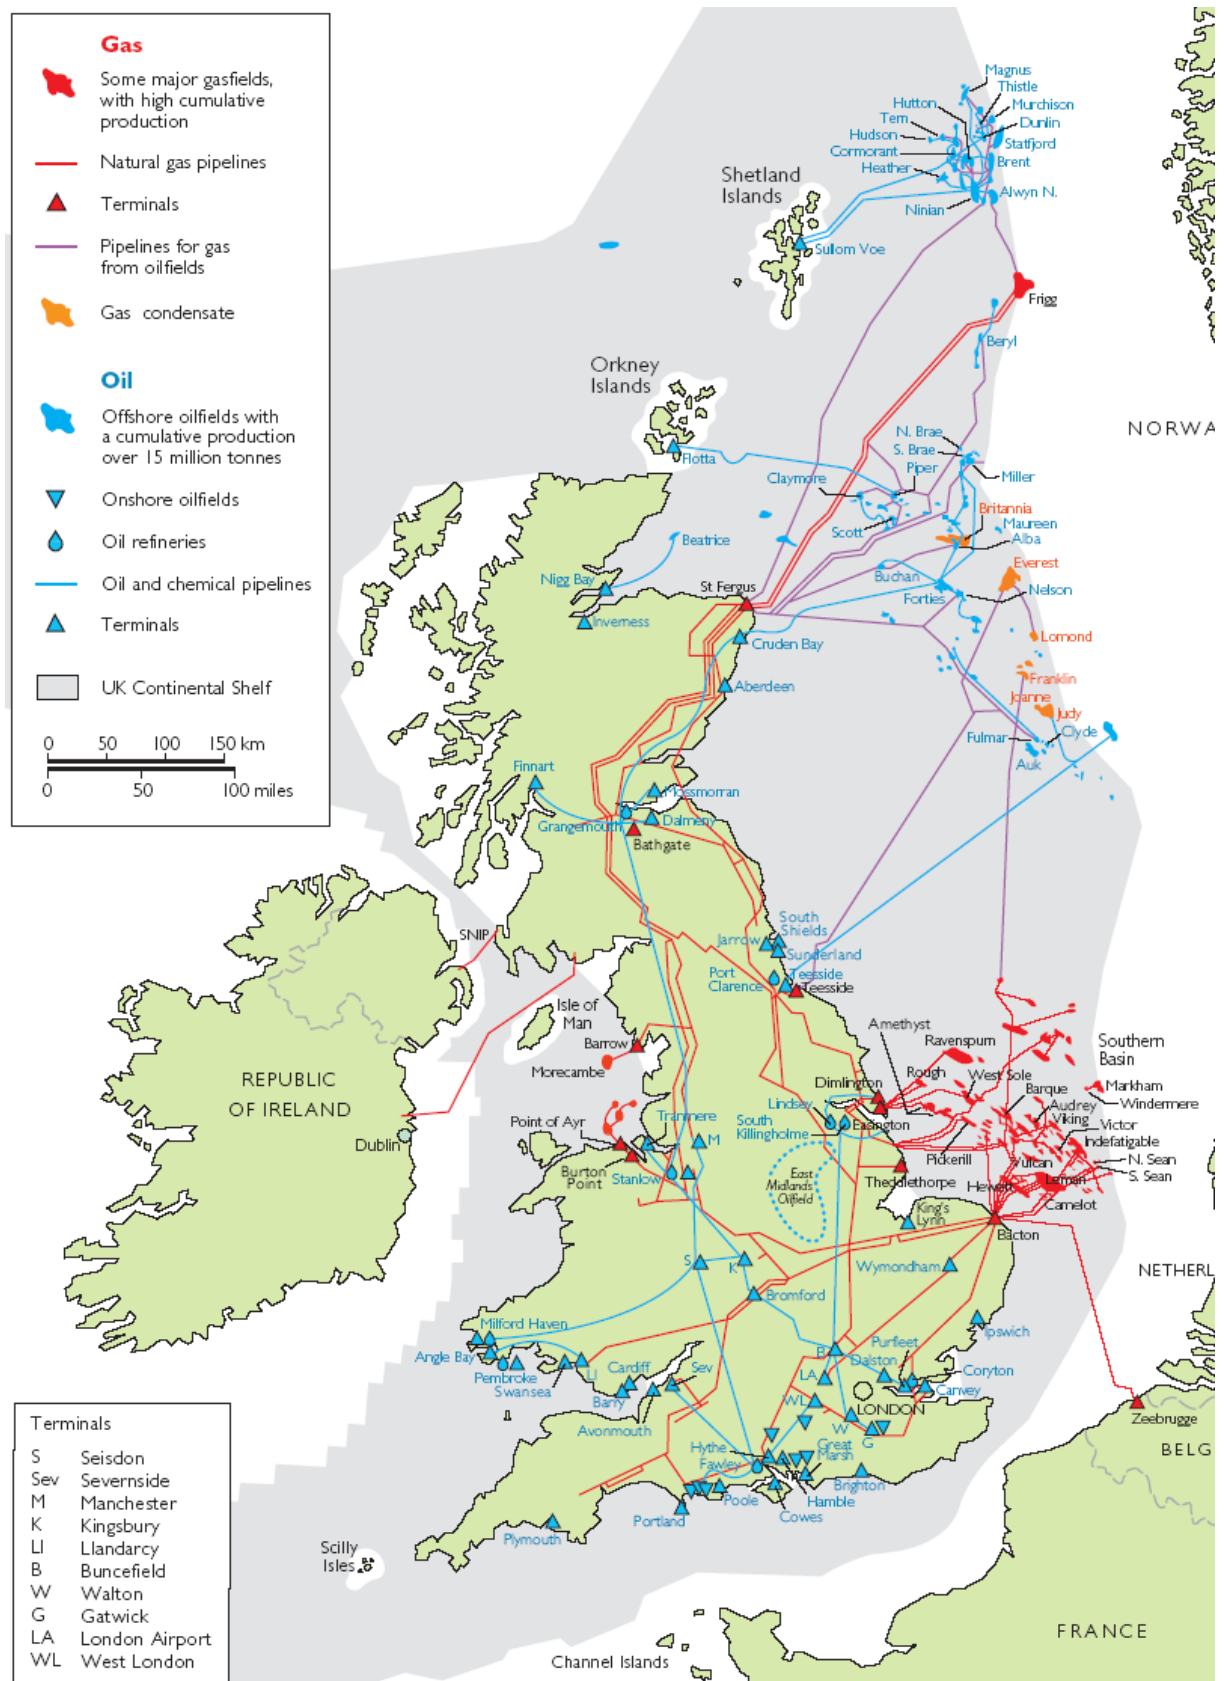 Gas
Some major gasfields,
with high cumulative
production
Natural gas pipelines
Terminals
Pipelines for gas
from oilfields
Gas condensate
Oil
Offshore oilfields with
a cumulative production
over 15 million tonnes
Onshore oilfields
Oil refineries
Oil and chemical pipelines
Terminals
UK Continental Shelf
0 50 100 150 km
0 50 100 miles
Magnus
Thistle
Hutton
Murchison
Tern
Dunlin
Hudson
Statfjord
Cormorant
Brent
Heather
Alwyn N.
Ninian
Shetland
Islands
Sullom Voe
Frigg
Beryl
Orkney
Islands
Flotta
NORWA
N. Brae
S. Brae
Piper
Miller
Claymore
Britannia
Maureen
Scott
Alba
Beatrice
Everest
Buchan
Nigg Bay
St Fergus
Forties
Nelson
Inverness
Cruden Bay
Lomond
Aberdeen
Franklin
Joanne
Judy
Fulmar
Clyde
Auk
Finnart
Mossmorran
Grangemouth
Dalmeny
Bathgate
SNIP
South
Shields
Jarrow
Sunderland
Port
Clarence
Teesside
Teesside
Isle of
Man
Barrow
Morecambe
Amethyst
Ravenspurn
Southern
Basin
Rough
West Sole
Dimlington
Barque
Markham
Windermere
REPUBLIC
OF IRELAND
Dublin
Lindsey
South
Killingholme
Easington
Audrey
Viking
Victor
Indefatigable
Point of Ayr
Tranmere
M
Pickerill
Vulcan
N. Sean
S. Sean
Burton
Point
Stanlow
East
Midlands
Oilfield
Theddlethorpe
Hewett
Leman
Camelot
King's
Lynn
Bacton
S
K
Wymondham
NETHERL
Bromford
Milford Haven
Ipswich
Angle Bay
Pembroke
Swansea
LI
Cardiff
Barry
Sev
Avonmouth
B
Purfleet
Dalston
Coryton
Canvey
LA
WL
LONDON
W
G
Zeebrugge
BELG
Hythe
Fawley
Great
Marsh
Hamble
Brighton
Poole
Cowes
Portland
Plymouth
Scilly
Isles
Channel Islands
FRANCE
Terminals
S Seisdon
Sev Severnside
M Manchester
K Kingsbury
LI Llandarcy
B Buncefield
W Walton
G Gatwick
LA London Airport
WL West London